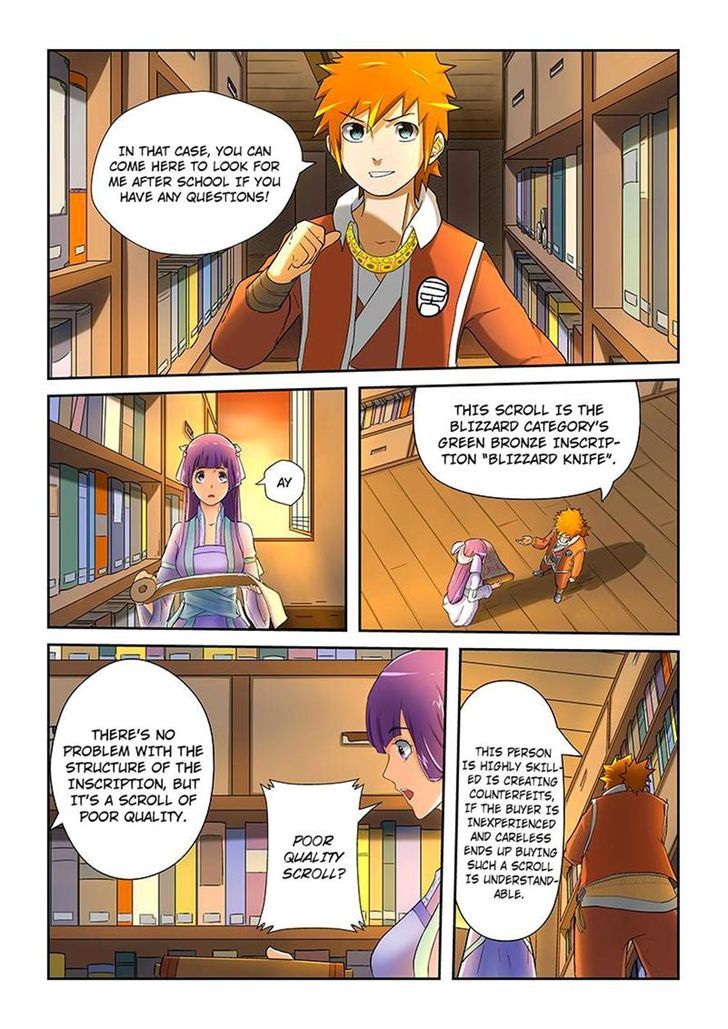 IN THAT CASE, YOU CAN
COME HERE TO LOOK FOR
ME AFTER SCHOOL IF YOU
HAVE ANY QUESTIONS!
AY
THIS SCROLL IS THE
BLIZZARD CATEGORY'S
GREEN BRONZE INSCRIP-
TION "BLIZZARD KNIFE".
THERE'S NO
PROBLEM WITH THE
STRUCTURE OF THE
INSCRIPTION, BUT
IT'S A SCROLL OF
POOR QUALITY.
POOR
QUALITY
SCROLL?
THIS PERSON
IS HIGHLY SKILL-
ED IS CREATING
COUNTERFEITS,
IF THE BUYER IS
INEXPERIENCED
AND CARELESS
ENDS UP BUYING
SUCH A SCROLL
IS UNDERSTAND-
ABLE.